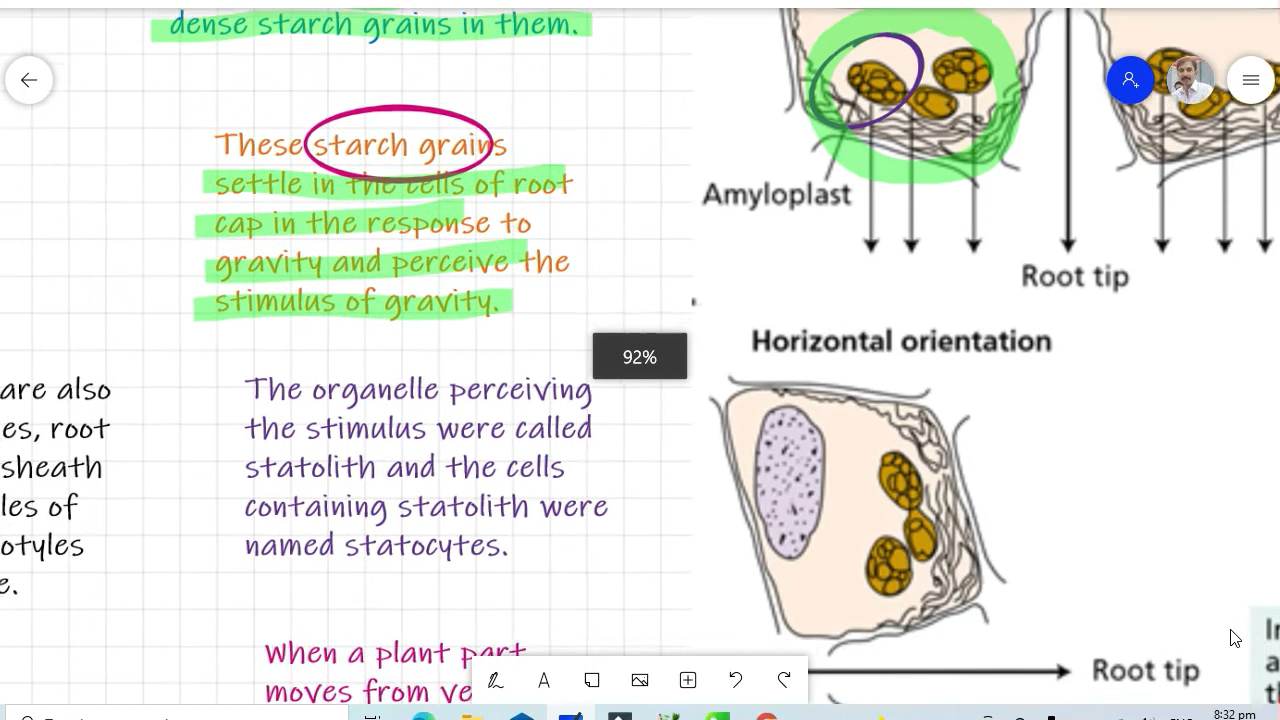 dense starch grains in them.
These starch grains
settle in the cells of root
cap in the response to
gravity and perceive the
stimulus of gravity.
Amyloplast
Root tip
Horizontal orientation
92%
are also
es, root
sheath
les of
otyles
e.
The organelle perceiving
the stimulus were called
statolith and the cells
containing statolith were
named statocytes.
When a plant part
moves from ve
Root tip
A
8:32 pm